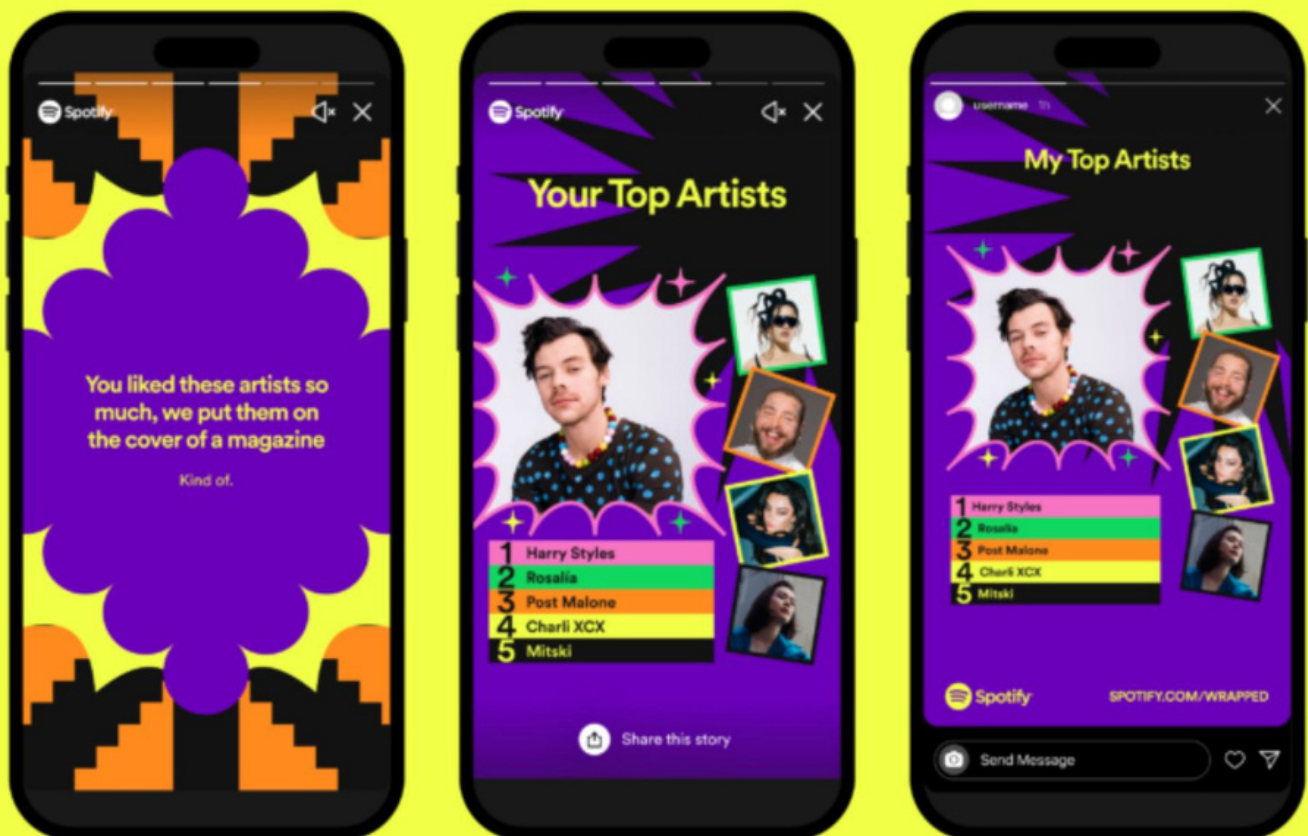 Spotify
You liked these artists so
much, we put them on
the cover of a magazine
Kind of.
Spotify
Your Top Artists
1 Harry Styles
2 Rosalía
3 Post Malone
4 Charli XCX
5 Mitski
Share this story
username 1h
My Top Artists
1 Harry Styles
2 Rosalía
3 Post Malone
4 Charli XCX
5 Mitski
Spotify
SPOTIFY.COM/WRAPPED
Send Message